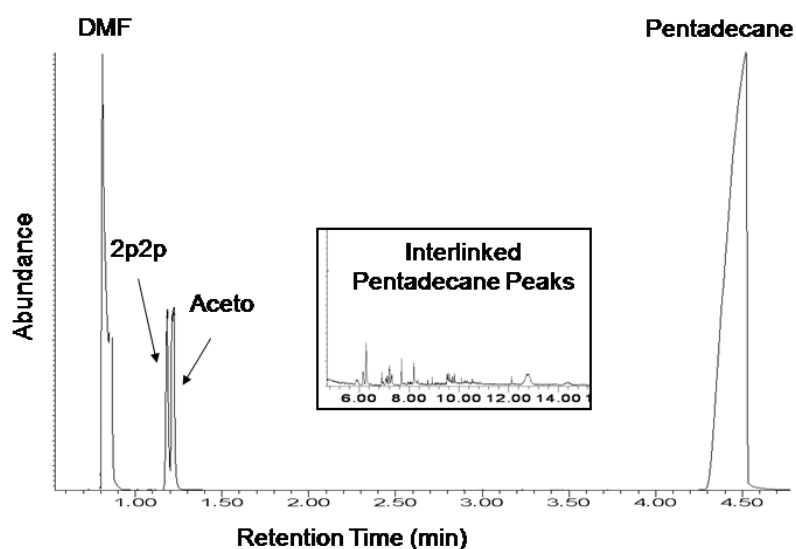 DMF
Pentadecane
2p2p
Aceto
Abundance
Interlinked
Pentadecane Peaks
6.00 8.00 10.00 12.00 14.00
1.00 1.50 2.00 2.50 3.00 3.50 4.00 4.50
Retention Time (min)